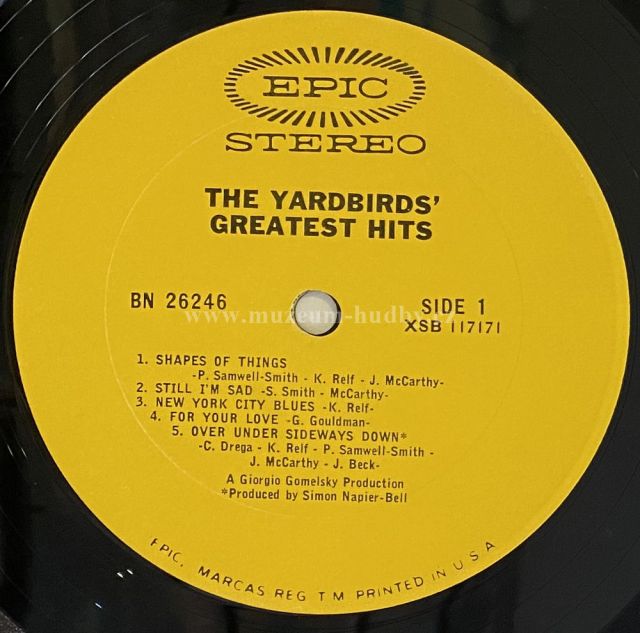 EPIC
STEREO
THE YARDBIRDS'
GREATEST HITS
BN 26246
SIDE 1
XSB 117171
www.muzeum-hudby.cz
1. SHAPES OF THINGS
-P. Samwell-Smith - K. Relf - J. McCarthy-
2. STILL I'M SAD -S. Smith - McCarthy-
3. NEW YORK CITY BLUES -K. Relf-
4. FOR YOUR LOVE -G. Gouldman-
5. OVER UNDER SIDEWAYS DOWN*
-C. Drega - K. Relf - P. Samwell-Smith -
J. McCarthy - J. Beck-
A Giorgio Gomelsky Production
*Produced by Simon Napier-Bell
EPIC, MARCAS REG T M PRINTED IN U.S.A